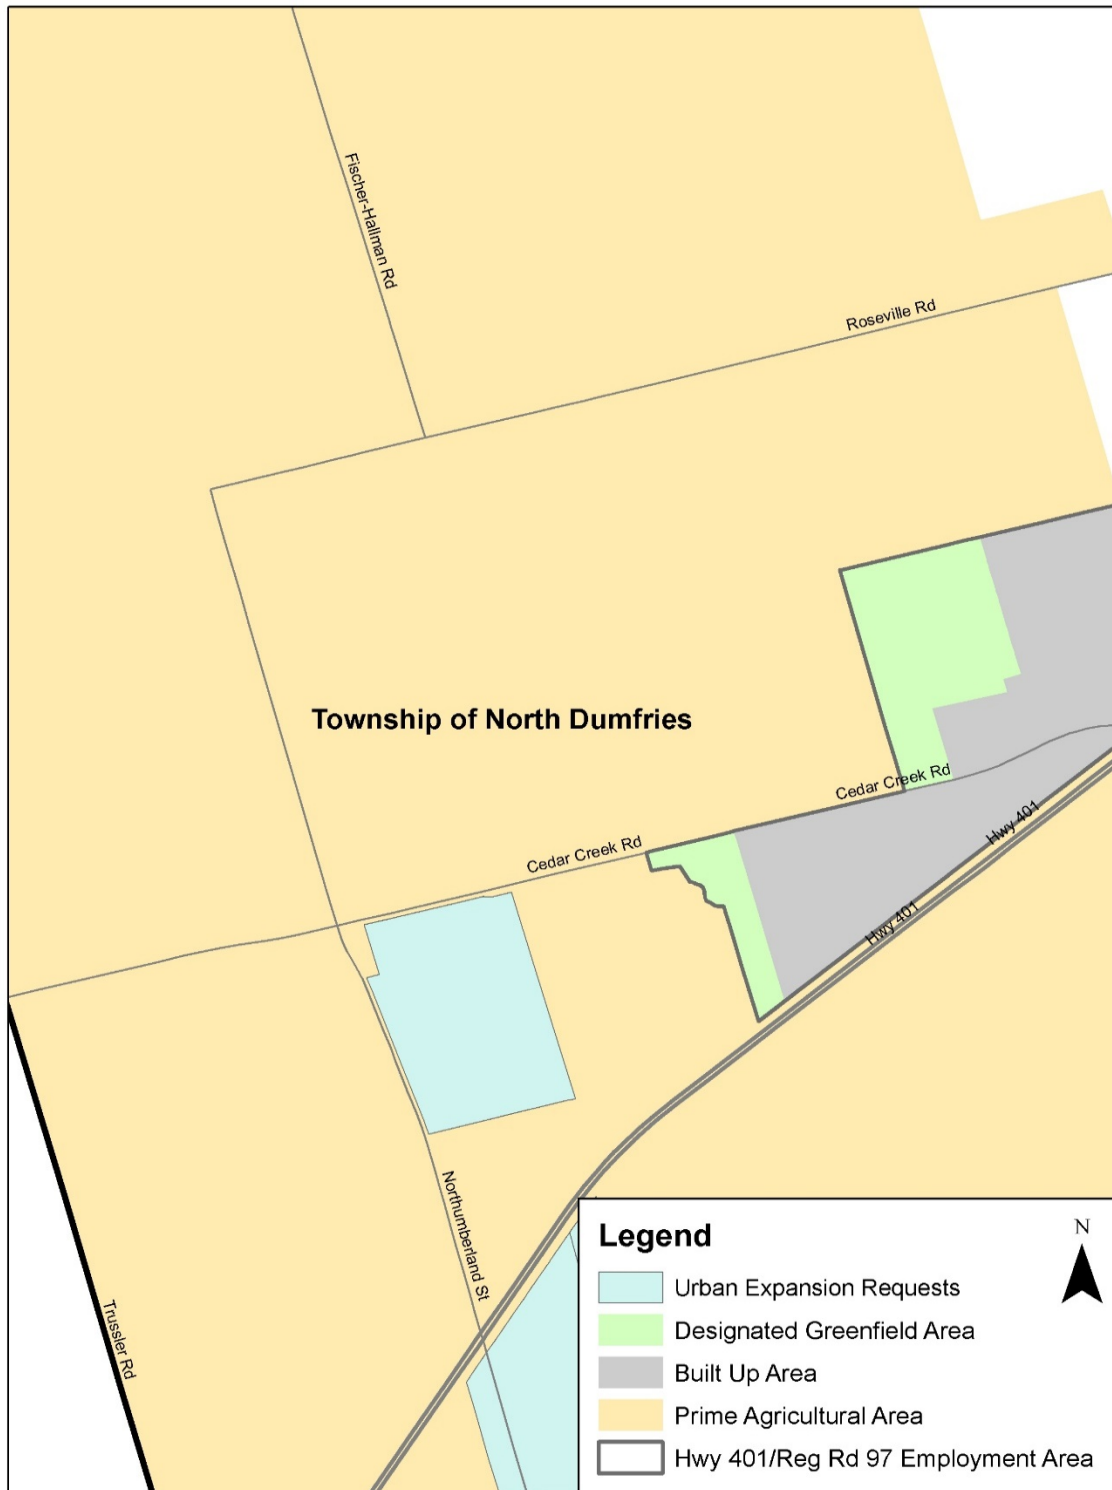 Fischer-Hallman Rd
Roseville Rd
Township of North Dumfries
Cedar Creek Rd
Hwy 401
Cedar Creek Rd
Hwy 401
Northumberland St
Trussler Rd
Legend
N
Urban Expansion Requests
Designated Greenfield Area
Built Up Area
Prime Agricultural Area
Hwy 401/Reg Rd 97 Employment Area